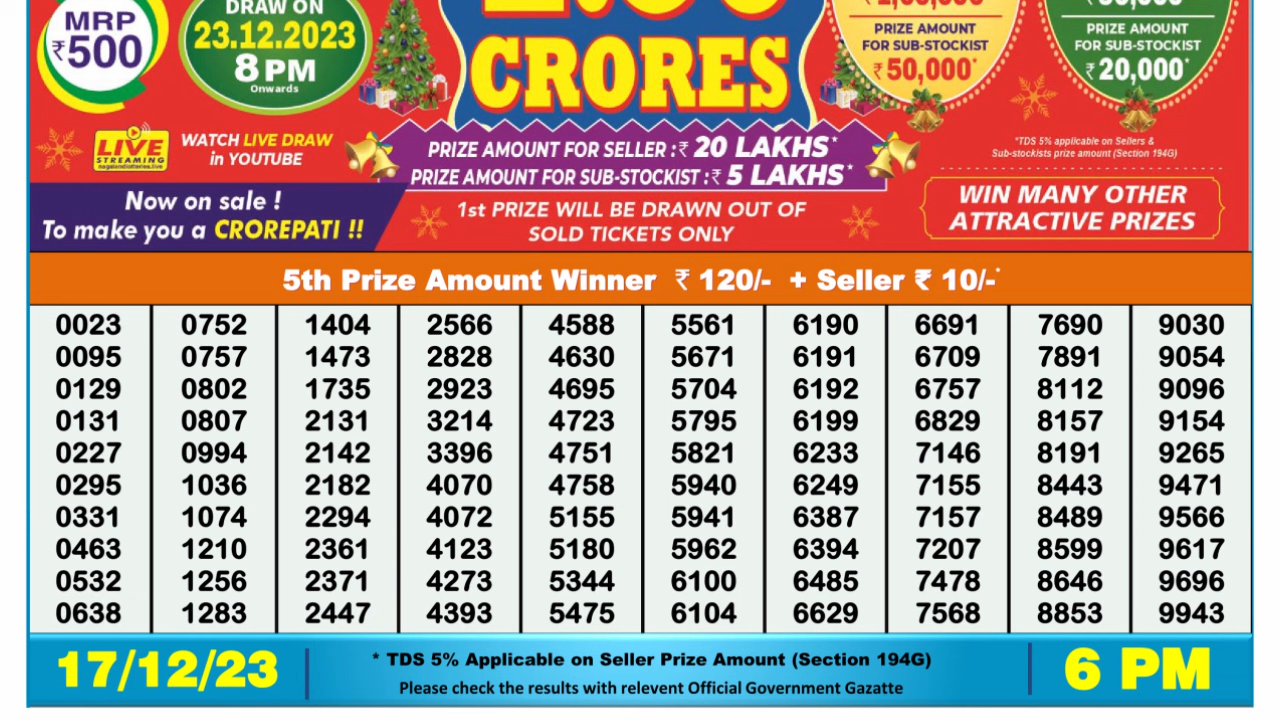 MRP
₹500
DRAW ON
23.12.2023
8 PM
Onwards
CRORES
PRIZE AMOUNT
FOR SUB-STOCKIST
₹50,000*
PRIZE AMOUNT
FOR SUB-STOCKIST
₹20,000*
LIVE
STREAMING
nagalandlotteries.live
WATCH LIVE DRAW
in YOUTUBE
PRIZE AMOUNT FOR SELLER :₹ 20 LAKHS*
PRIZE AMOUNT FOR SUB-STOCKIST :₹ 5 LAKHS*
*TDS 5% applicable on Sellers &
Sub-stockists prize amount (Section 194G)
Now on sale !
To make you a CROREPATI !!
1st PRIZE WILL BE DRAWN OUT OF
SOLD TICKETS ONLY
WIN MANY OTHER
ATTRACTIVE PRIZES
5th Prize Amount Winner ₹ 120/- + Seller ₹ 10/-*
0023 0752 1404 2566 4588 5561 6190 6691 7690 9030
0095 0757 1473 2828 4630 5671 6191 6709 7891 9054
0129 0802 1735 2923 4695 5704 6192 6757 8112 9096
0131 0807 2131 3214 4723 5795 6199 6829 8157 9154
0227 0994 2142 3396 4751 5821 6233 7146 8191 9265
0295 1036 2182 4070 4758 5940 6249 7155 8443 9471
0331 1074 2294 4072 5155 5941 6387 7157 8489 9566
0463 1210 2361 4123 5180 5962 6394 7207 8599 9617
0532 1256 2371 4273 5344 6100 6485 7478 8646 9696
0638 1283 2447 4393 5475 6104 6629 7568 8853 9943
17/12/23
* TDS 5% Applicable on Seller Prize Amount (Section 194G)
Please check the results with relevent Official Government Gazatte
6 PM